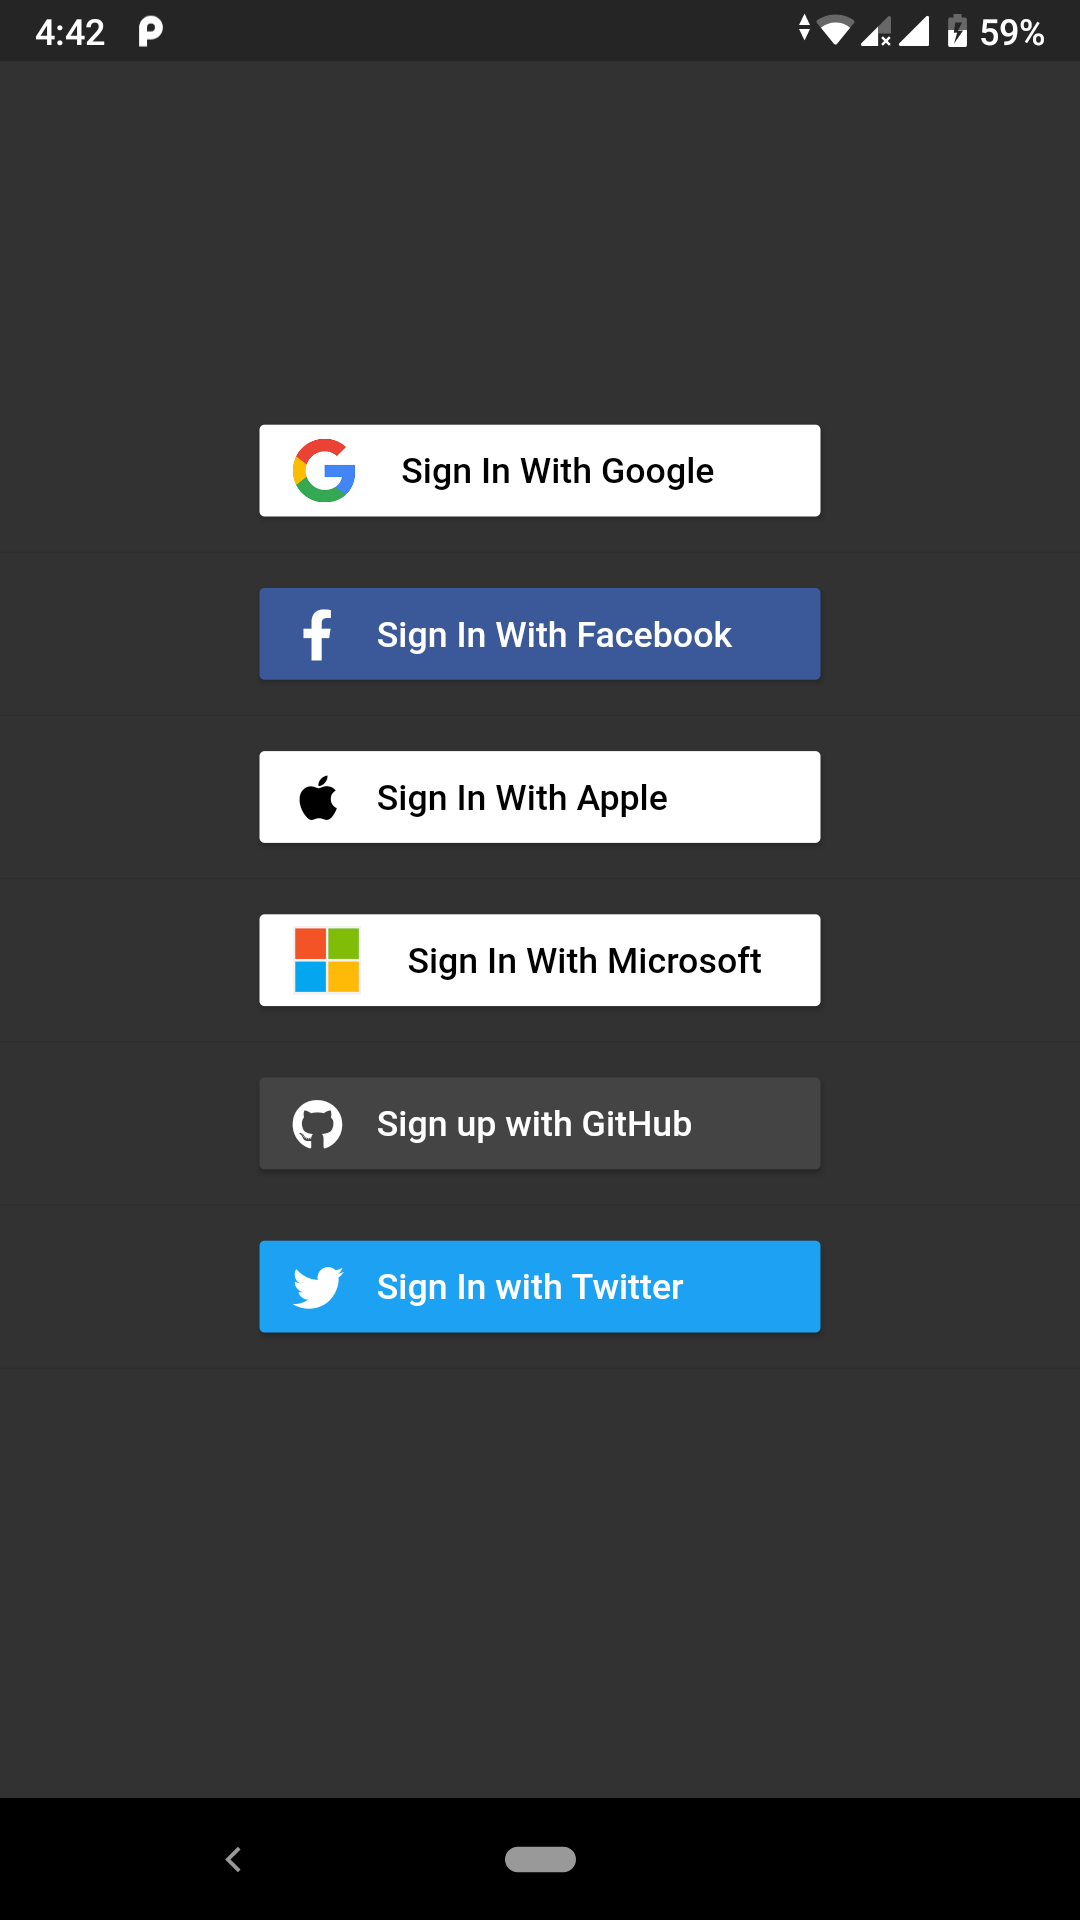 4:42 59%
Sign In With Google
Sign In With Facebook
Sign In With Apple
Sign In With Microsoft
Sign up with GitHub
Sign In with Twitter